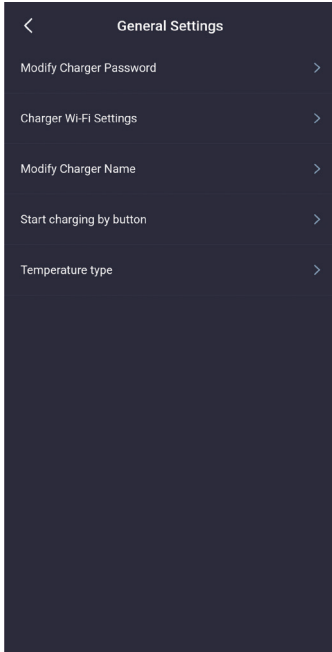 General Settings
Modify Charger Password
Charger Wi-Fi Settings
Modify Charger Name
Start charging by button
Temperature type